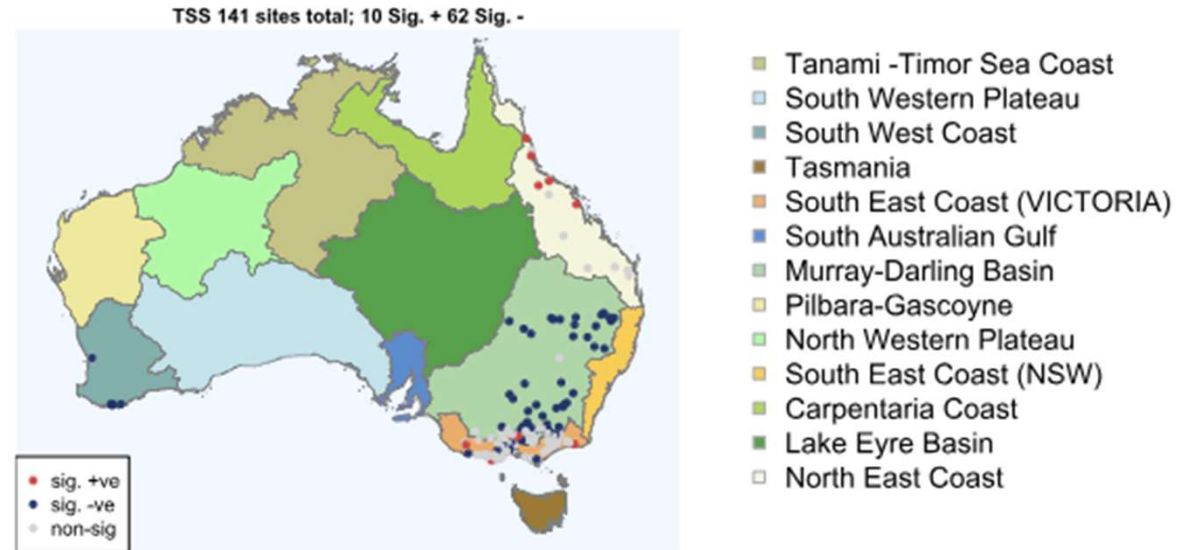 TSS 141 sites total; 10 Sig. + 62 Sig. -
Tanami -Timor Sea Coast
South Western Plateau
South West Coast
Tasmania
South East Coast (VICTORIA)
South Australian Gulf
Murray-Darling Basin
Pilbara-Gascoyne
North Western Plateau
South East Coast (NSW)
Carpentaria Coast
Lake Eyre Basin
North East Coast
sig. +ve
sig. -ve
non-sig